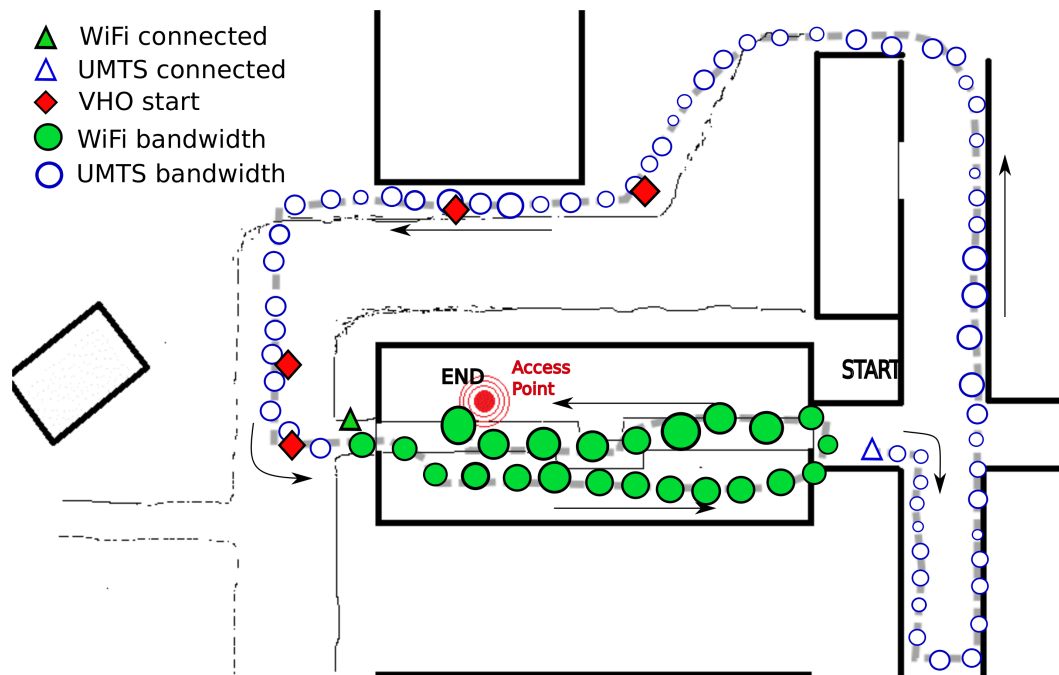 WiFi connected
UMTS connected
VHO start
WiFi bandwidth
UMTS bandwidth
START
END
Access
Point